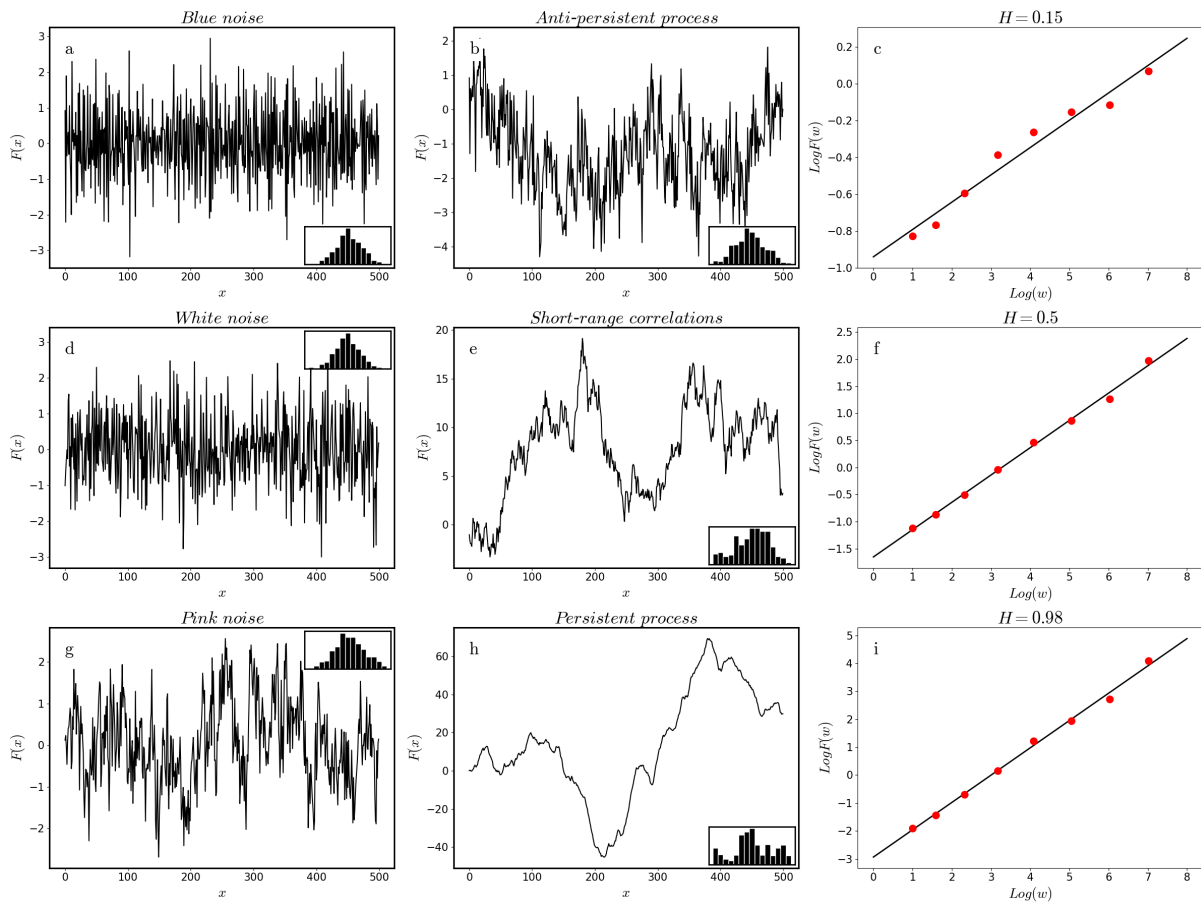 Blue noise
a
F(x)
3
2
1
0
−1
−2
−3
0 100 200 300 400 500
x
Anti-persistent process
b
F(x)
2
1
0
−1
−2
−3
−4
0 100 200 300 400 500
x
H = 0.15
c
LogF(w)
0.2
0.0
−0.2
−0.4
−0.6
−0.8
−1.0
0 1 2 3 4 5 6 7 8
Log(w)
White noise
d
F(x)
3
2
1
0
−1
−2
−3
0 100 200 300 400 500
x
Short-range correlations
e
F(x)
20
15
10
5
0
0 100 200 300 400 500
x
H = 0.5
f
LogF(w)
2.5
2.0
1.5
1.0
0.5
0.0
−0.5
−1.0
−1.5
0 1 2 3 4 5 6 7 8
Log(w)
Pink noise
g
F(x)
2
1
0
−1
−2
0 100 200 300 400 500
x
Persistent process
h
F(x)
60
40
20
0
−20
−40
0 100 200 300 400 500
x
H = 0.98
i
LogF(w)
5
4
3
2
1
0
−1
−2
−3
0 1 2 3 4 5 6 7 8
Log(w)